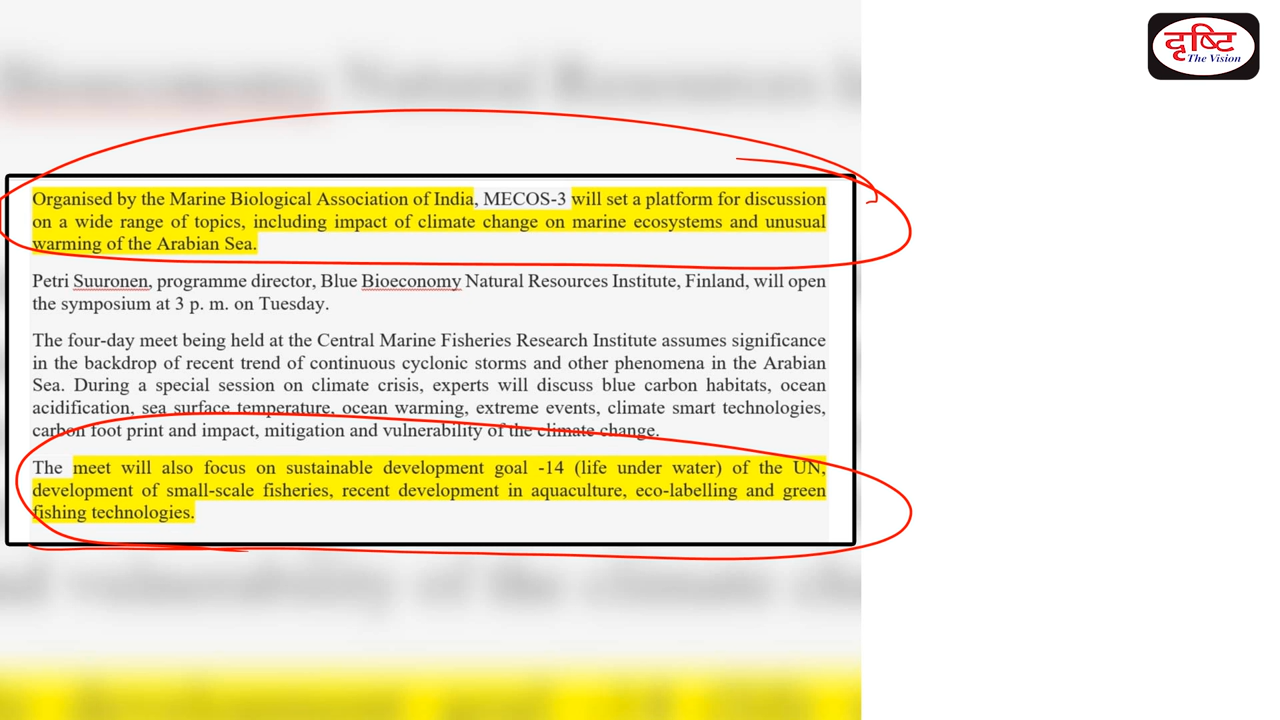 दृष्टि
The Vision
Organised by the Marine Biological Association of India, MECOS-3 will set a platform for discussion
on a wide range of topics, including impact of climate change on marine ecosystems and unusual
warming of the Arabian Sea.
Petri Suuronen, programme director, Blue Bioeconomy Natural Resources Institute, Finland, will open
the symposium at 3 p. m. on Tuesday.
The four-day meet being held at the Central Marine Fisheries Research Institute assumes significance
in the backdrop of recent trend of continuous cyclonic storms and other phenomena in the Arabian
Sea. During a special session on climate crisis, experts will discuss blue carbon habitats, ocean
acidification, sea surface temperature, ocean warming, extreme events, climate smart technologies,
carbon foot print and impact, mitigation and vulnerability of the climate change.
The meet will also focus on sustainable development goal -14 (life under water) of the UN,
development of small-scale fisheries, recent development in aquaculture, eco-labelling and green
fishing technologies.